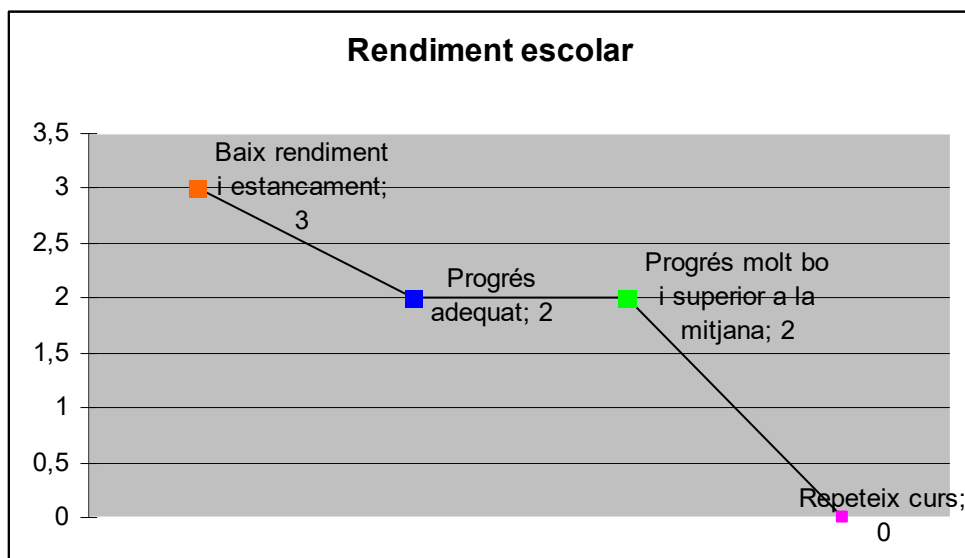 Rendiment escolar
3,5
3
2,5
2
1,5
1
0,5
0
Baix rendiment
i estancament;
3
Progrés
adequat; 2
Progrés molt bo
i superior a la
mitjana; 2
Repeteix curs;
0